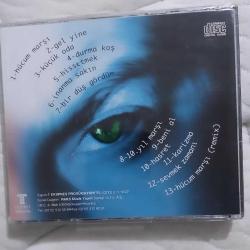 1-hücum marşı
2-gel yine
3-küçük oda
4-durma koş
5-hissetmek
6-inanma sakın
7-bir düş gördüm
8-10.yıl marşı
9-beni al
10-hasret
11-karizma
12-sevmek zamanı
13-hücum marşı (remix)